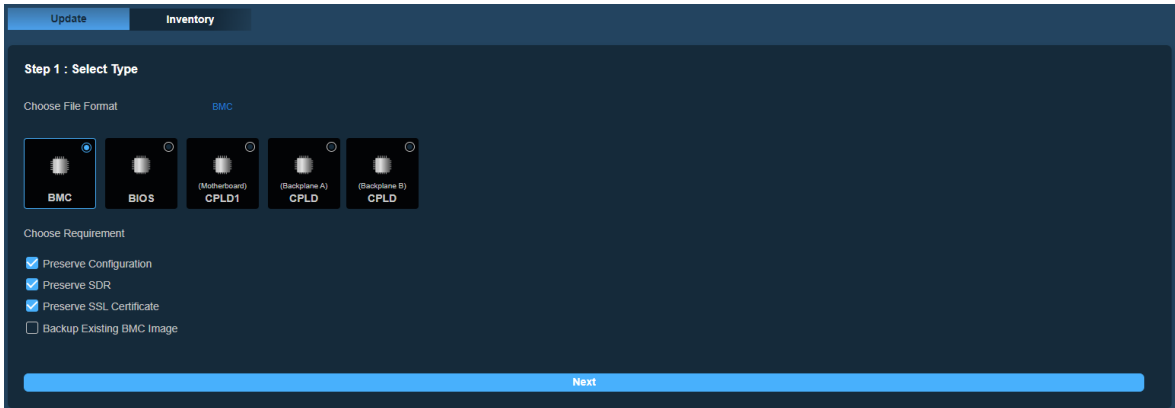 Update Inventory
Step 1 : Select Type
Choose File Format BMC
(Motherboard) (Backplane A) (Backplane B)
BMC BIOS CPLD1 CPLD CPLD
Choose Requirement
Preserve Configuration
Preserve SDR
Preserve SSL Certificate
Backup Existing BMC Image
Next